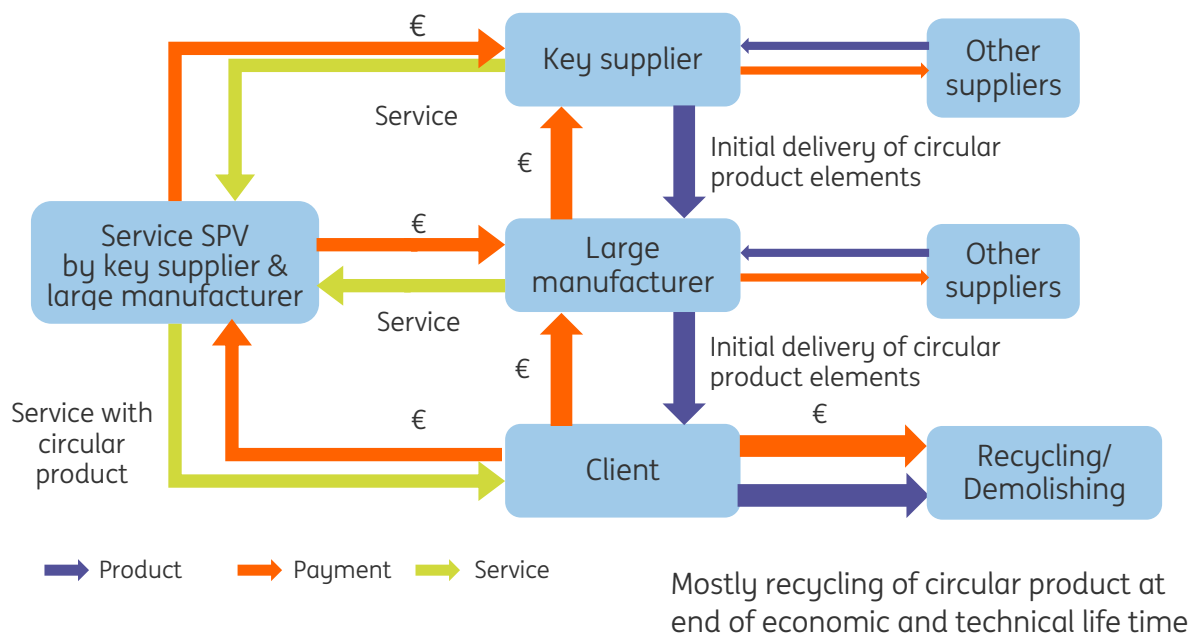 €
Key supplier
Other
suppliers
Service
€
Initial delivery of circular
product elements
Service SPV
by key supplier &
large manufacturer
€
Large
manufacturer
Other
suppliers
Service
€
Initial delivery of circular
product elements
Service with
circular
product
€
Client
€
Recycling/
Demolishing
Product
Payment
Service
Mostly recycling of circular product at
end of economic and technical life time